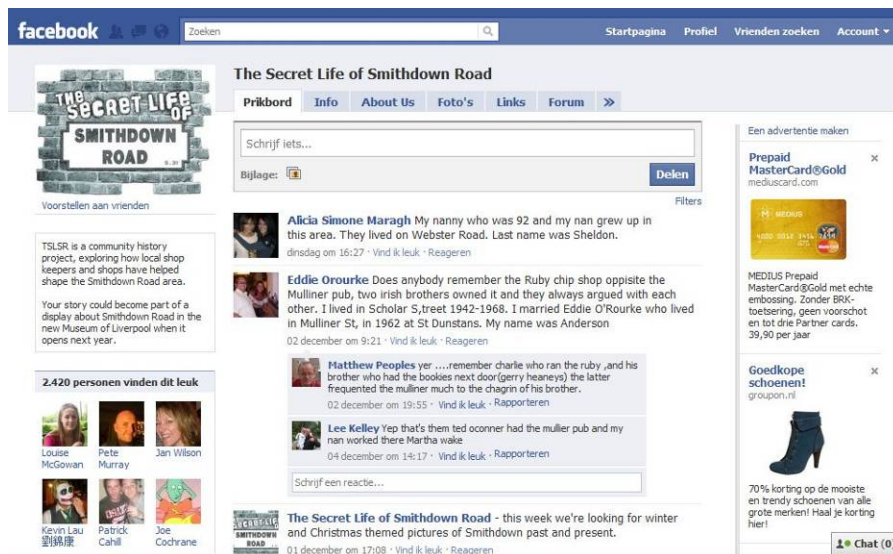 facebook
Zoeken
Startpagina Profiel Vrienden zoeken Account
THE SECRET LIFE OF
SMITHDOWN
ROAD
Voorstellen aan vrienden
TSLSR is a community history
project, exploring how local shop
keepers and shops have helped
shape the Smithdown Road area.
Your story could become part of a
display about Smithdown Road in the
new Museum of Liverpool when it
opens next year.
2.420 personen vinden dit leuk
Louise
McGowan
Pete
Murray
Jan Wilson
Kevin Lau
劉錦康
Patrick
Cahill
Joe
Cochrane
The Secret Life of Smithdown Road
Prikbord Info About Us Foto's Links Forum »
Schrijf iets...
Bijlage:
Delen
Filters
Alicia Simone Maragh My nanny who was 92 and my nan grew up in
this area. They lived on Webster Road. Last name was Sheldon.
dinsdag om 16:27 · Vind ik leuk · Reageren
Eddie Orourke Does anybody remember the Ruby chip shop oppisite the
Mulliner pub, two irish brothers owned it and they always argued with each
other. I lived in Scholar S,treet 1942-1968. I married Eddie O'Rourke who lived
in Mulliner St, in 1962 at St Dunstans. My name was Anderson
02 december om 9:21 · Vind ik leuk · Reageren
Matthew Peoples yer ....remember charlie who ran the ruby ,and his
brother who had the bookies next door(gerry heaneys) the latter
frequented the mulliner much to the chagrin of his brother.
02 december om 19:55 · Vind ik leuk · Rapporteren
Lee Kelley Yep that's them ted oconner had the mullier pub and my
nan worked there Martha wake
04 december om 14:17 · Vind ik leuk · Rapporteren
Schrijf een reactie...
SMITHDOWN
ROAD
The Secret Life of Smithdown Road - this week we're looking for winter
and Christmas themed pictures of Smithdown past and present.
01 december om 17:08 · Vind ik leuk · Reageren
Een advertentie maken
Prepaid
MasterCard®Gold
mediuscard.com
MEDIUS
MasterCard
MEDIUS Prepaid
MasterCard®Gold met echte
embossing. Zonder BRK-
toetsering, geen voorschot
en tot drie Partner cards.
39,90 per jaar
Goedkope
schoenen!
groupon.nl
70% korting op de mooiste
en trendy schoenen van alle
grote merken! Haal je korting
hier!
Chat (0